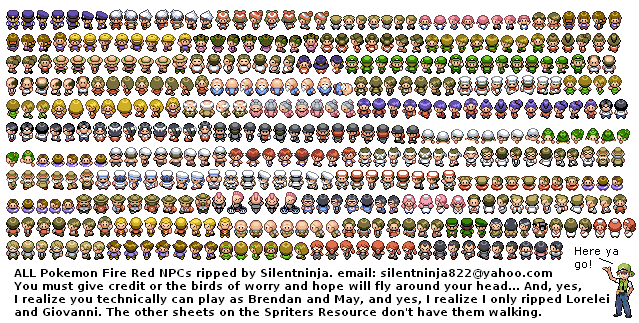 Here ya
go!
ALL Pokemon Fire Red NPCs ripped by Silentninja. email: silentninja822@yahoo.com
You must give credit or the birds of worry and hope will fly around your head... And, yes,
I realize you technically can play as Brendan and May, and yes, I realize I only ripped Lorelei
and Giovanni. The other sheets on the Spriters Resource don't have them walking.